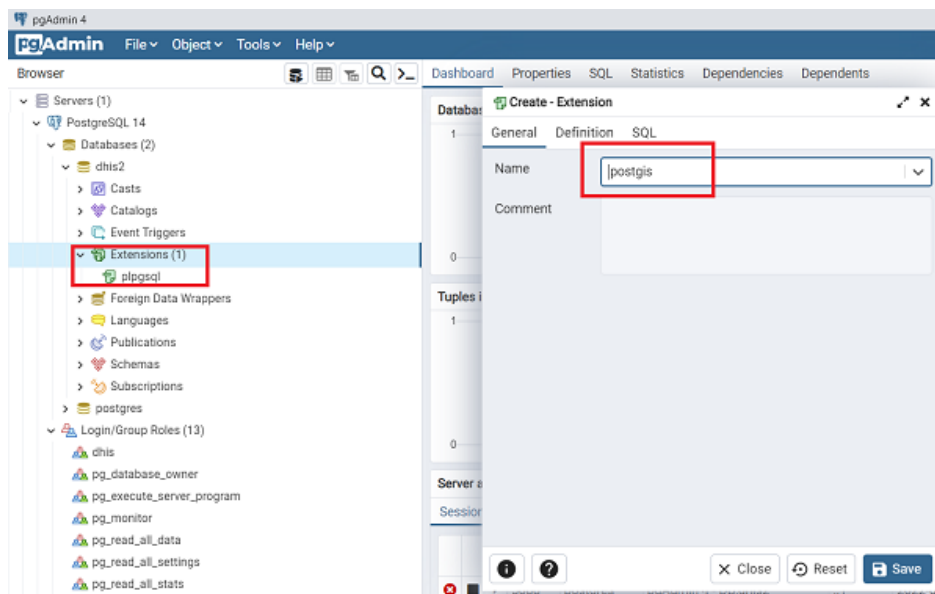 pgAdmin 4
pgAdmin File Object Tools Help
Browser
Dashboard Properties SQL Statistics Dependencies Dependents
Servers (1)
PostgreSQL 14
Databases (2)
dhis2
Casts
Catalogs
Event Triggers
Extensions (1)
plpgsql
Foreign Data Wrappers
Languages
Publications
Schemas
Subscriptions
postgres
Login/Group Roles (13)
dhis
pg_database_owner
pg_execute_server_program
pg_monitor
pg_read_all_data
pg_read_all_settings
pg_read_all_stats
Databas
1
0
Tuples i
1
0
Server a
Session
Create - Extension
General Definition SQL
Name postgis
Comment
Close Reset Save